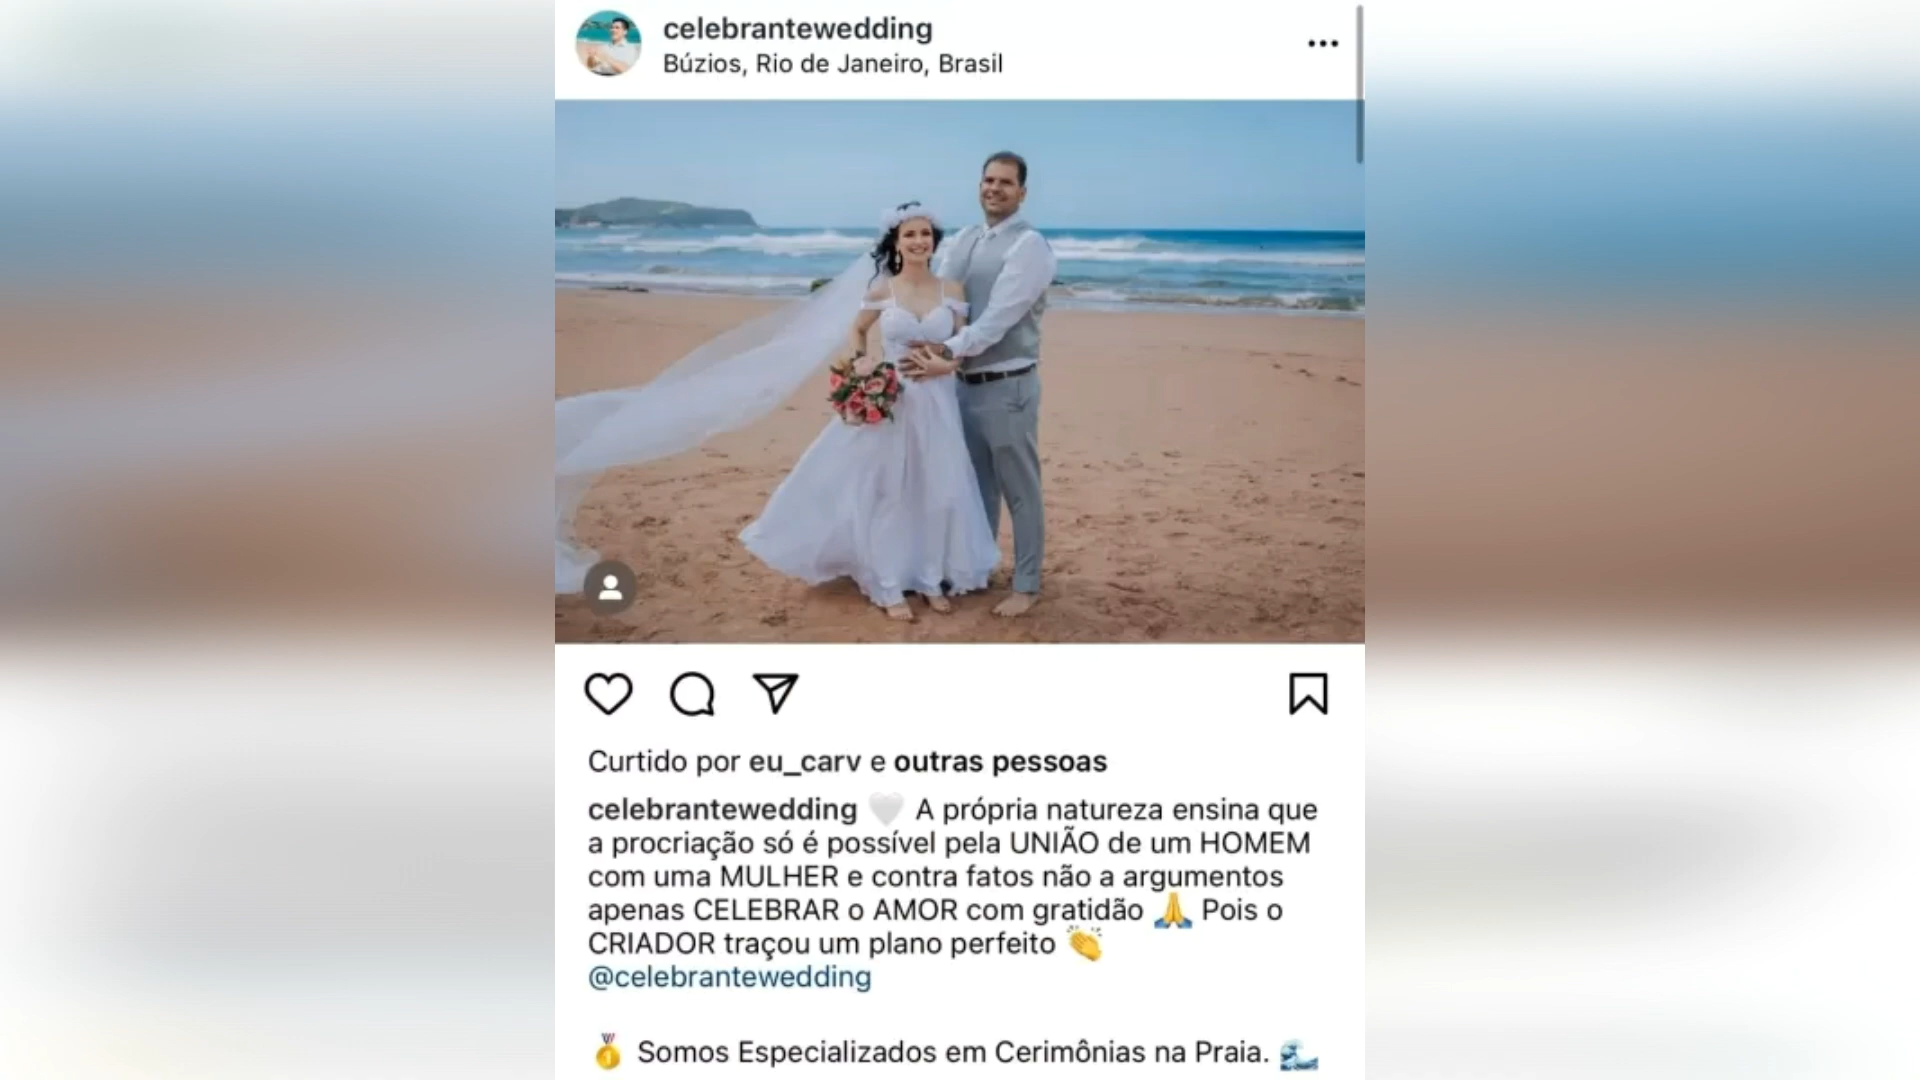 celebrantewedding
Búzios, Rio de Janeiro, Brasil
Curtido por eu_carv e outras pessoas
celebrantewedding 🤍 A própria natureza ensina que
a procriação só é possível pela UNIÃO de um HOMEM
com uma MULHER e contra fatos não a argumentos
apenas CELEBRAR o AMOR com gratidão 🙏 Pois o
CRIADOR traçou um plano perfeito 👏
@celebrantewedding
🏅 Somos Especializados em Cerimônias na Praia. 🌊